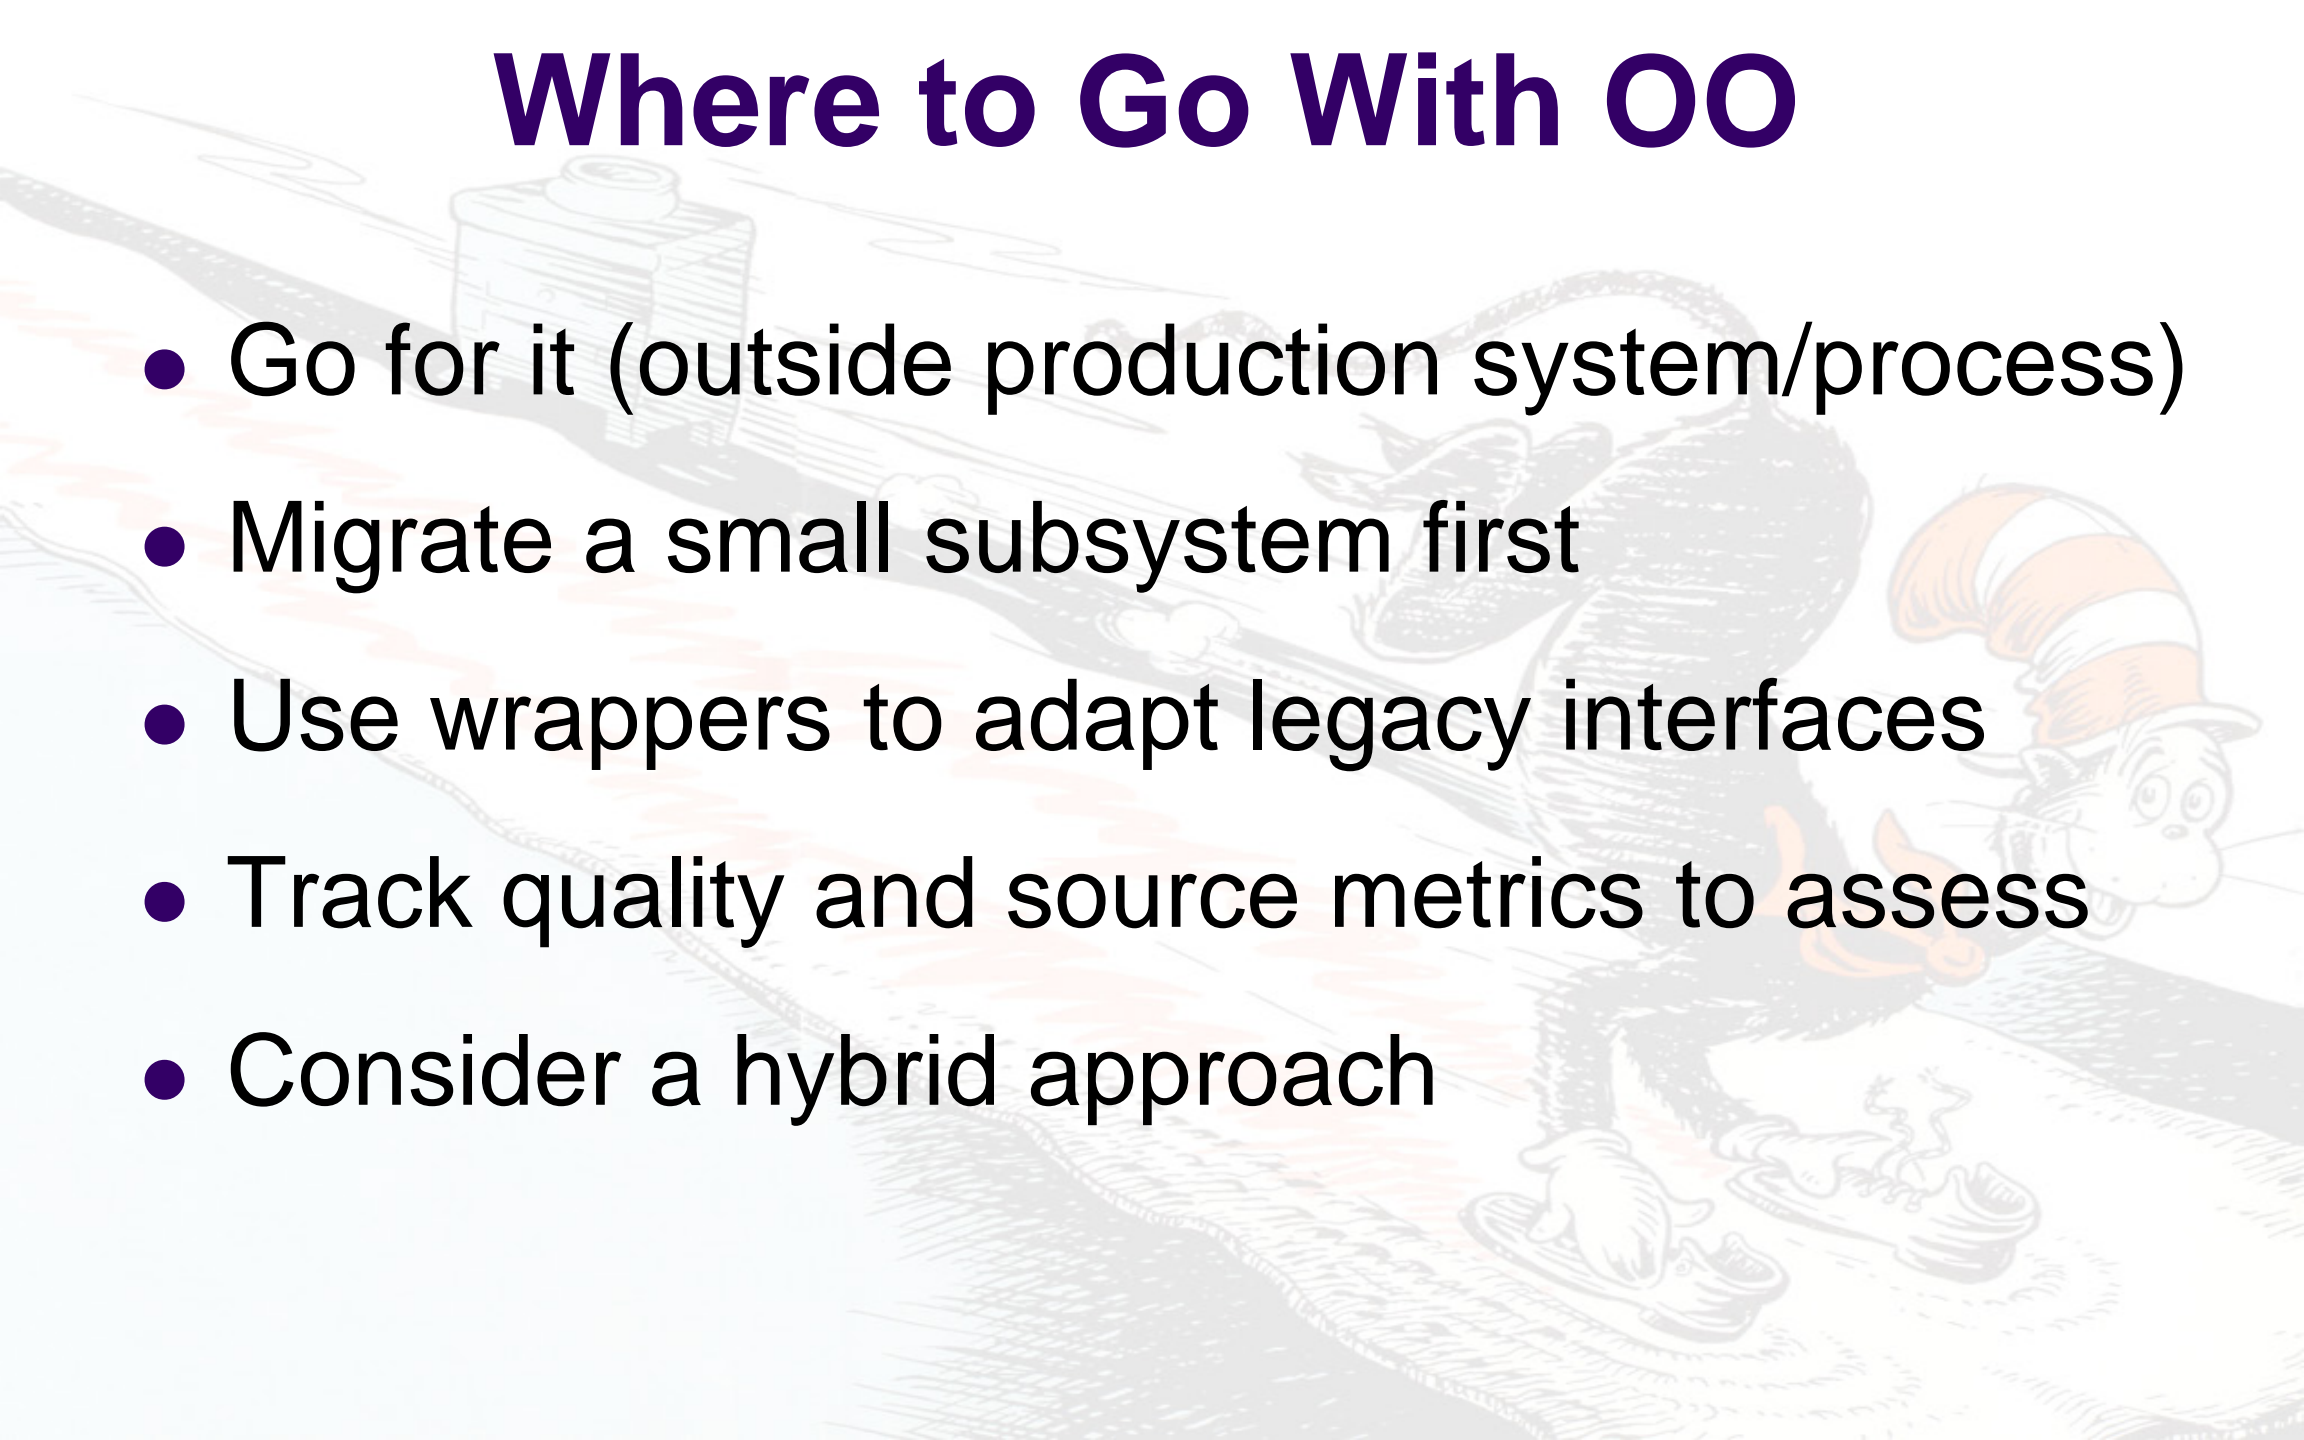 Where to Go With OO
● Go for it (outside production system/process)
● Migrate a small subsystem first
● Use wrappers to adapt legacy interfaces
● Track quality and source metrics to assess
● Consider a hybrid approach